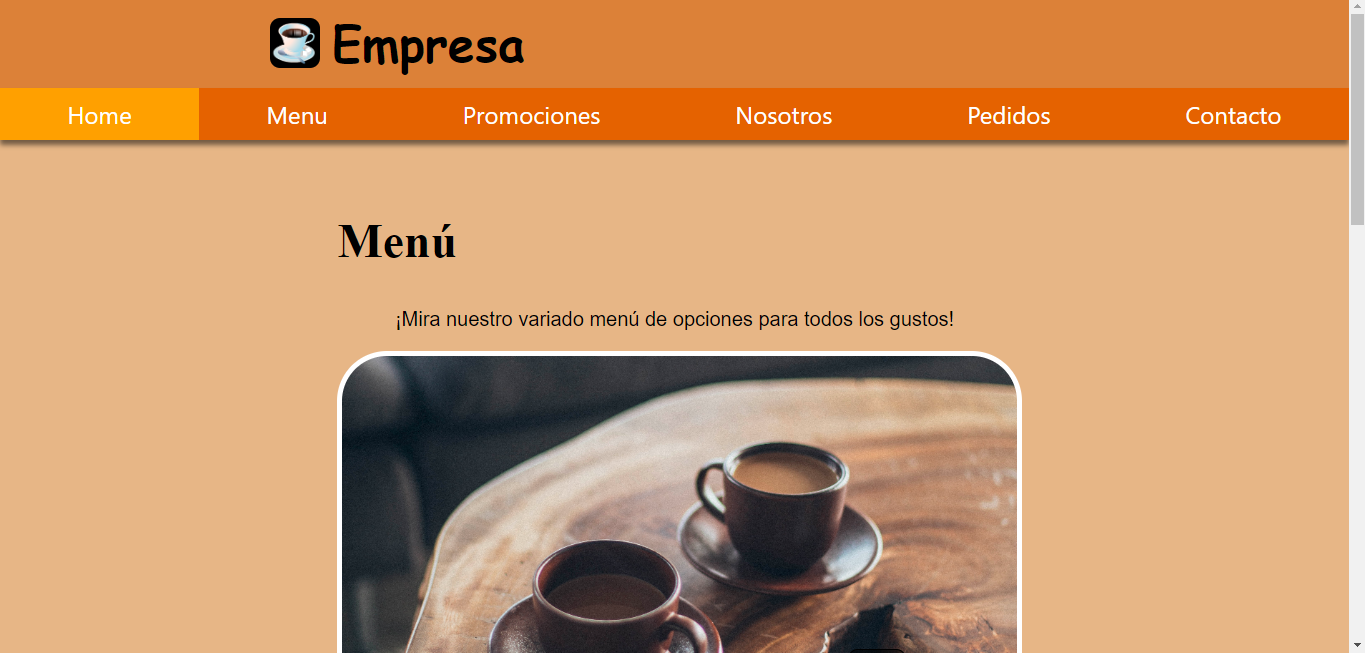 Empresa
Home Menu Promociones Nosotros Pedidos Contacto
Menú
¡Mira nuestro variado menú de opciones para todos los gustos!